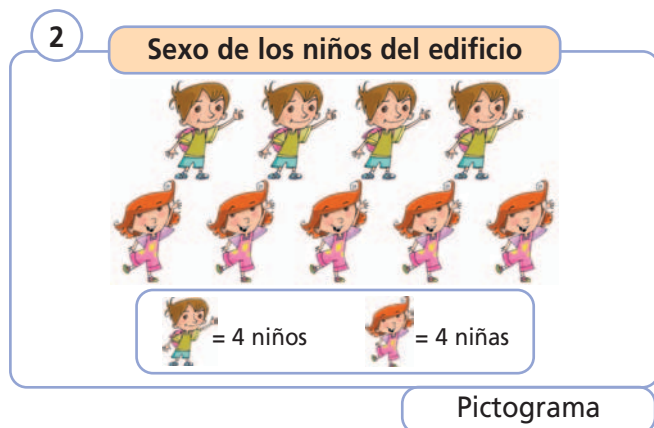 2
Sexo de los niños del edificio
= 4 niños = 4 niñas
Pictograma